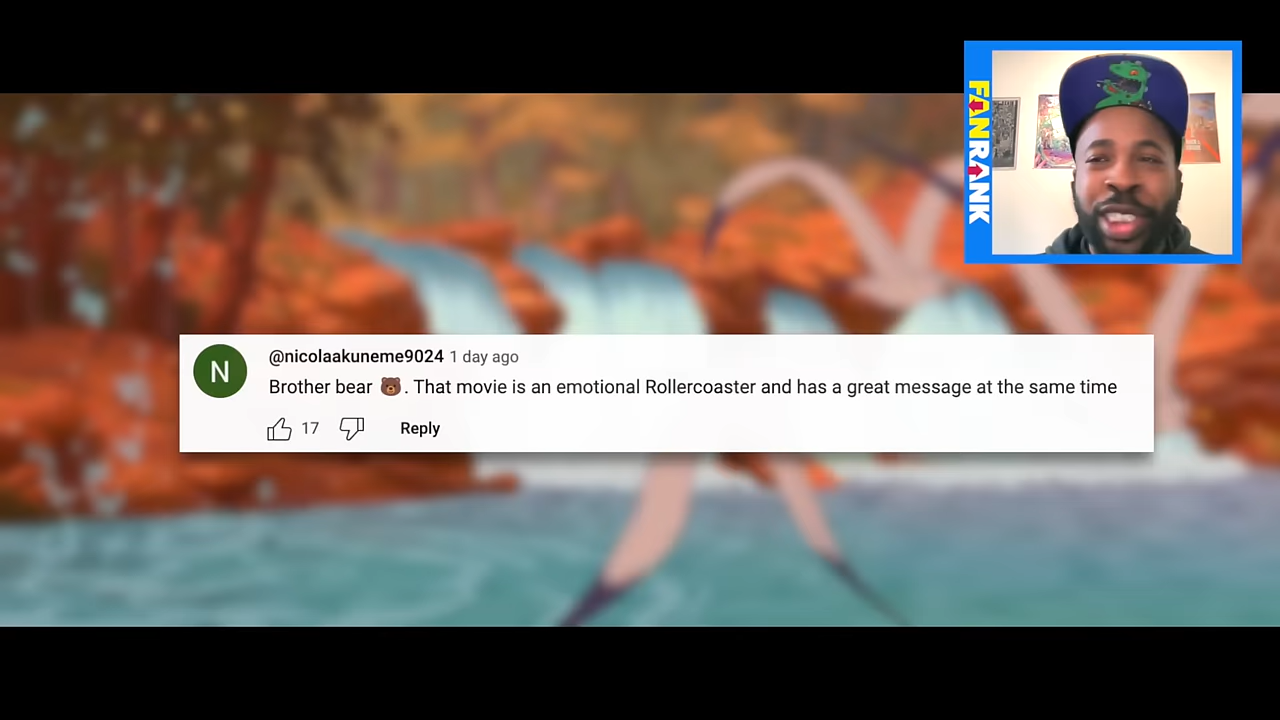 FANRANK
@nicolaakuneme9024 1 day ago
Brother bear 🐻. That movie is an emotional Rollercoaster and has a great message at the same time
17
Reply
N